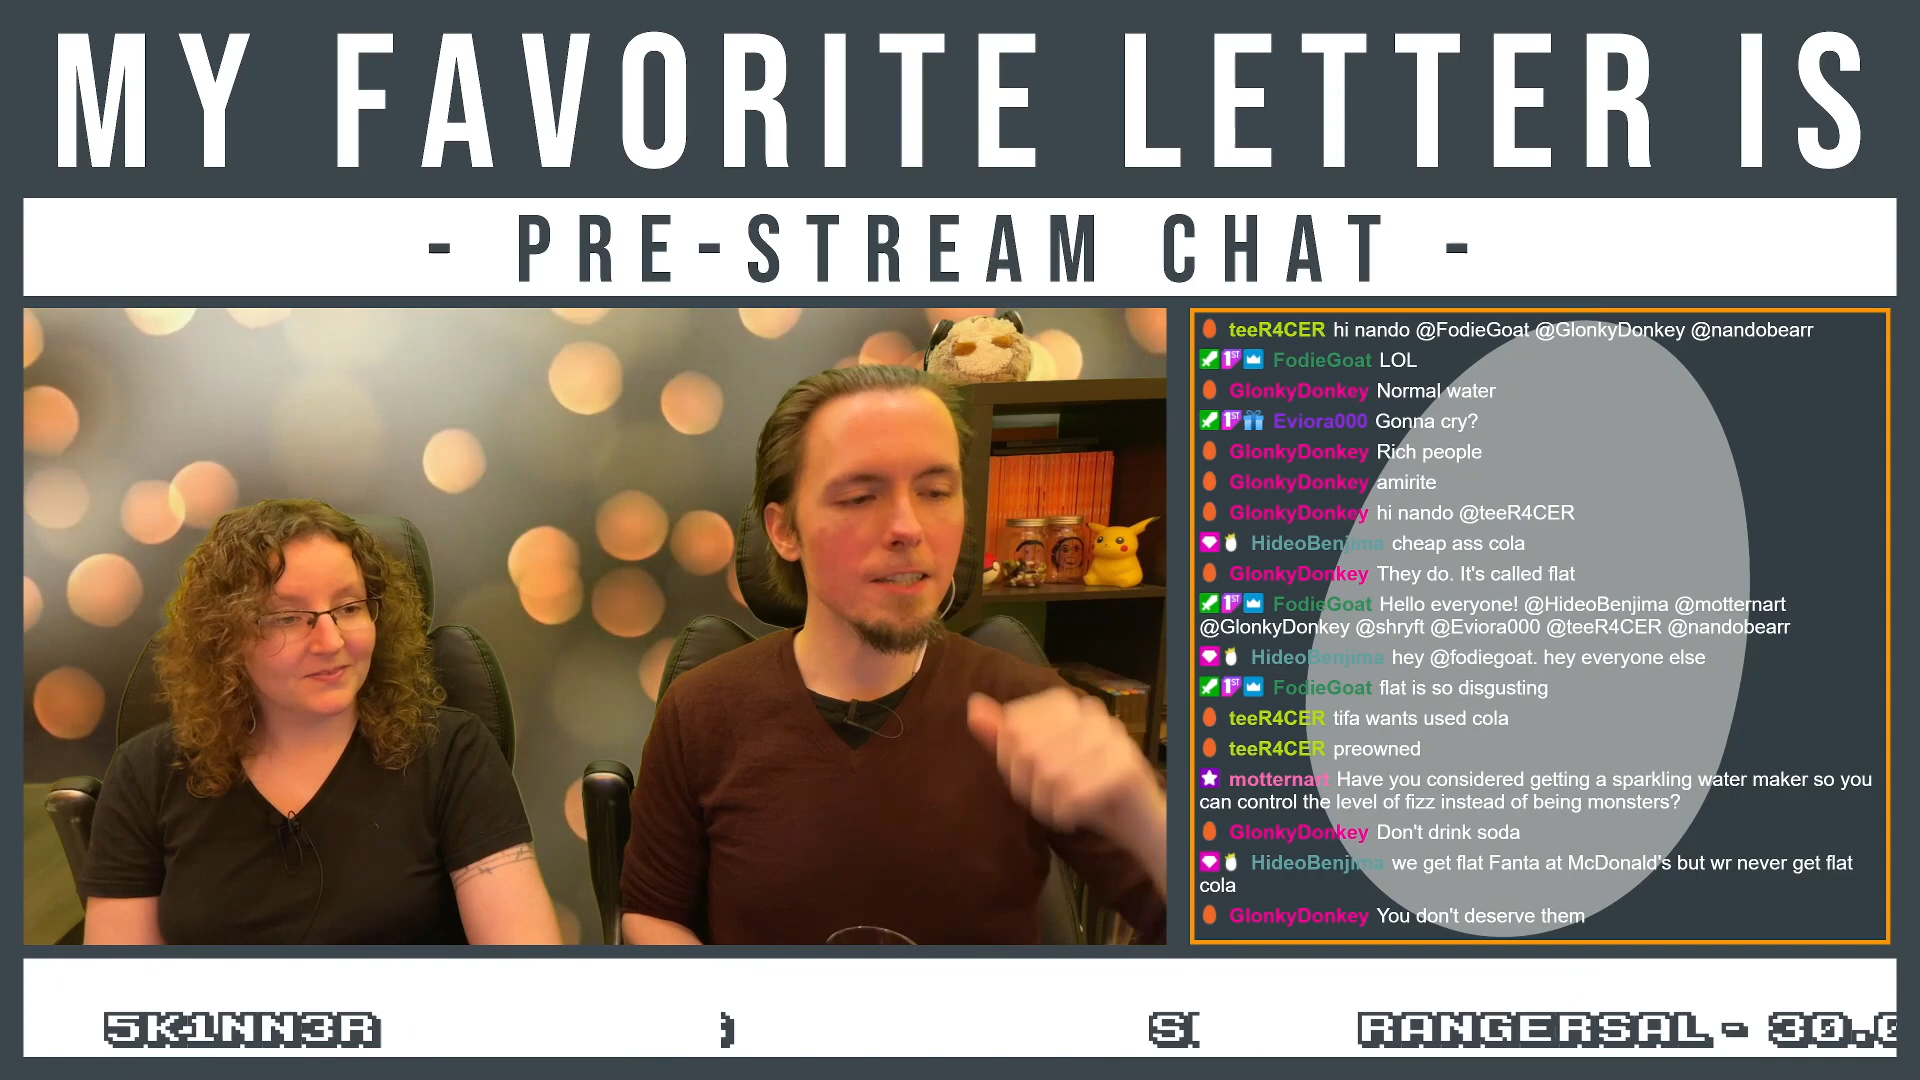 MY FAVORITE LETTER IS
- PRE-STREAM CHAT -
teeR4CER hi nando @FodieGoat @GlonkyDonkey @nandobearr
1ST FodieGoat LOL
GlonkyDonkey Normal water
1ST Eviora000 Gonna cry?
GlonkyDonkey Rich people
GlonkyDonkey amirite
GlonkyDonkey hi nando @teeR4CER
HideoBenjima cheap ass cola
GlonkyDonkey They do. It's called flat
1ST FodieGoat Hello everyone! @HideoBenjima @motternart
@GlonkyDonkey @shryft @Eviora000 @teeR4CER @nandobearr
HideoBenjima hey @fodiegoat. hey everyone else
1ST FodieGoat flat is so disgusting
teeR4CER tifa wants used cola
teeR4CER preowned
motternart Have you considered getting a sparkling water maker so you
can control the level of fizz instead of being monsters?
GlonkyDonkey Don't drink soda
HideoBenjima we get flat Fanta at McDonald's but wr never get flat
cola
GlonkyDonkey You don't deserve them
5K1NN3R RANGERSAL - 30.0